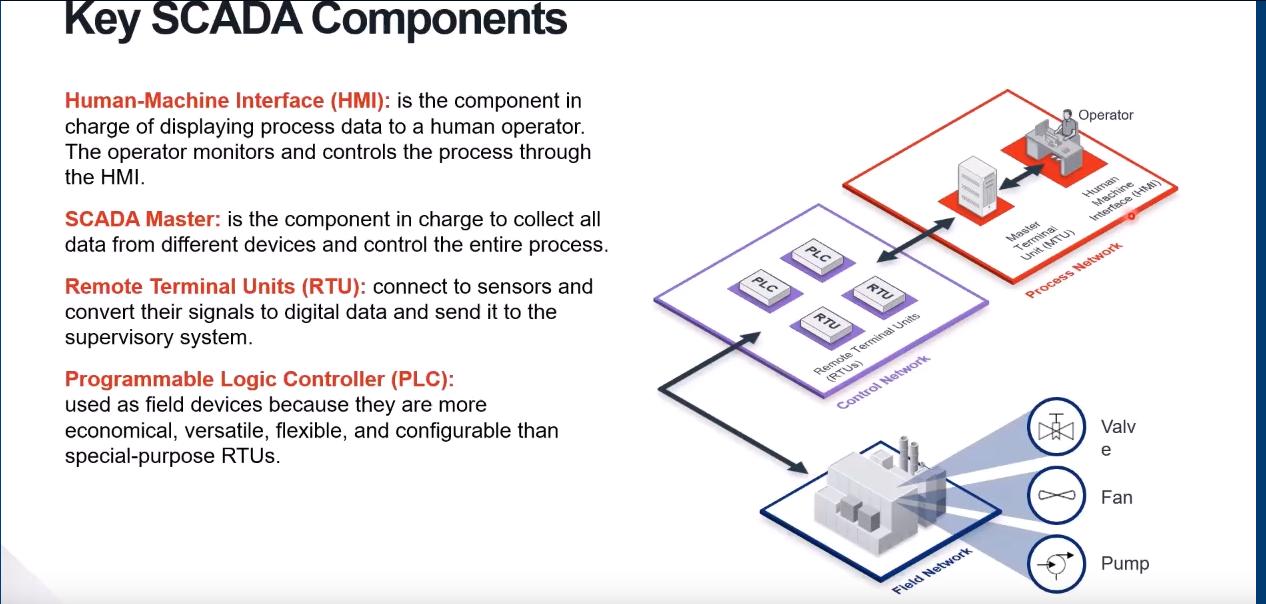 Key SCADA Components
Human-Machine Interface (HMI): is the component in
charge of displaying process data to a human operator.
The operator monitors and controls the process through
the HMI.
SCADA Master: is the component in charge to collect all
data from different devices and control the entire process.
Remote Terminal Units (RTU): connect to sensors and
convert their signals to digital data and send it to the
supervisory system.
Programmable Logic Controller (PLC):
used as field devices because they are more
economical, versatile, flexible, and configurable than
special-purpose RTUs.
Operator
Human
Machine
Interface (HMI)
Master
Terminal
Unit (MTU)
Process Network
PLC
PLC
RTU
RTU
Remote Terminal Units
(RTUs)
Control Network
Valv
e
Fan
Pump
Field Network